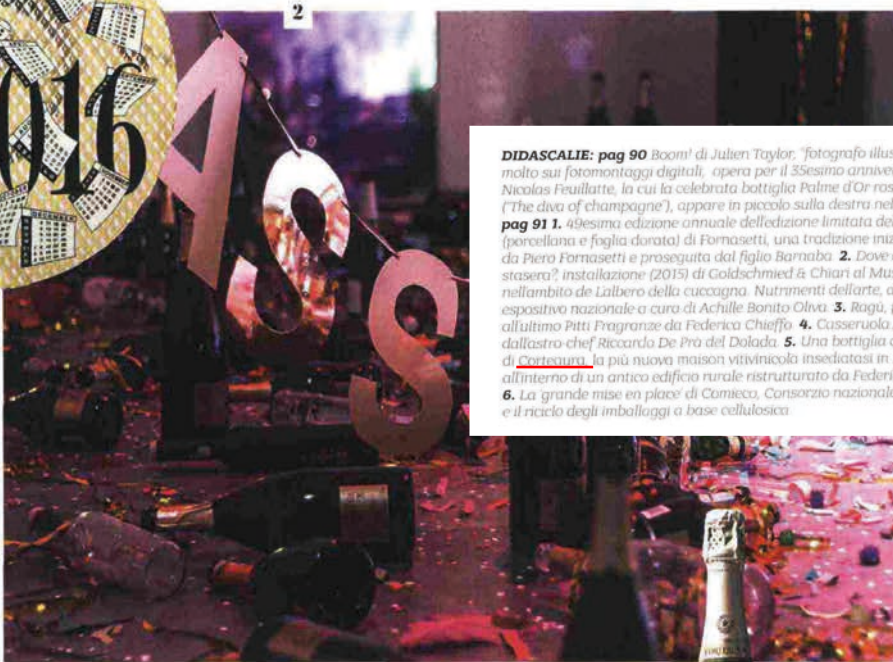 2
016
DECEMBER
ASS
DIDASCALIE: pag 90 Boom! di Julien Taylor, "fotografo illus
molto sui fotomontaggi digitali, opera per il 35esimo anniver
Nicolas Feuillatte, la cui la celebrata bottiglia Palme d'Or ros
("The diva of champagne"), appare in piccolo sulla destra nel
pag 91 1. 49esima edizione annuale dell'edizione limitata de
(porcellana e foglia dorata) di Fornasetti, una tradizione ini
da Piero Fornasetti e proseguita dal figlio Barnaba. 2. Dove
stasera?, installazione (2015) di Goldschmied & Chiari al Mus
nell'ambito de L'albero della cuccagna. Nutrimenti dell'arte,
espositivo nazionale a cura di Achille Bonito Oliva. 3. Ragù,
all'ultimo Pitti Fragranze da Federica Chieffo. 4. Casseruola
dall'astro-chef Riccardo De Prà del Dolada. 5. Una bottiglia
di Corteaura, la più nuova maison vitivinicola insediatasi in
all'interno di un antico edificio rurale ristrutturato da Federi
6. La 'grande mise en place' di Comieco, Consorzio nazional
e il riciclo degli imballaggi a base cellulosica